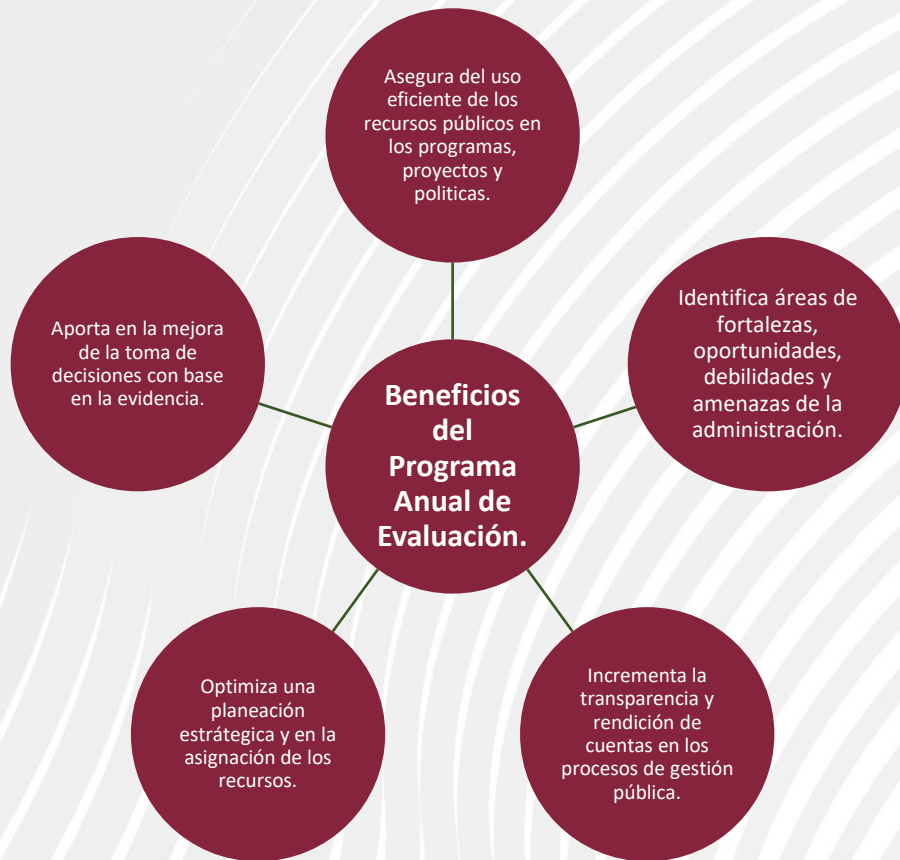 Asegura del uso
eficiente de los
recursos públicos en
los programas,
proyectos y
politicas.
Identifica áreas de
fortalezas,
oportunidades,
debilidades y
amenazas de la
administración.
Aporta en la mejora
de la toma de
decisiones con base
en la evidencia.
Beneficios
del
Programa
Anual de
Evaluación.
Optimiza una
planeación
estrátegica y en la
asignación de los
recursos.
Incrementa la
transparencia y
rendición de
cuentas en los
procesos de gestión
pública.